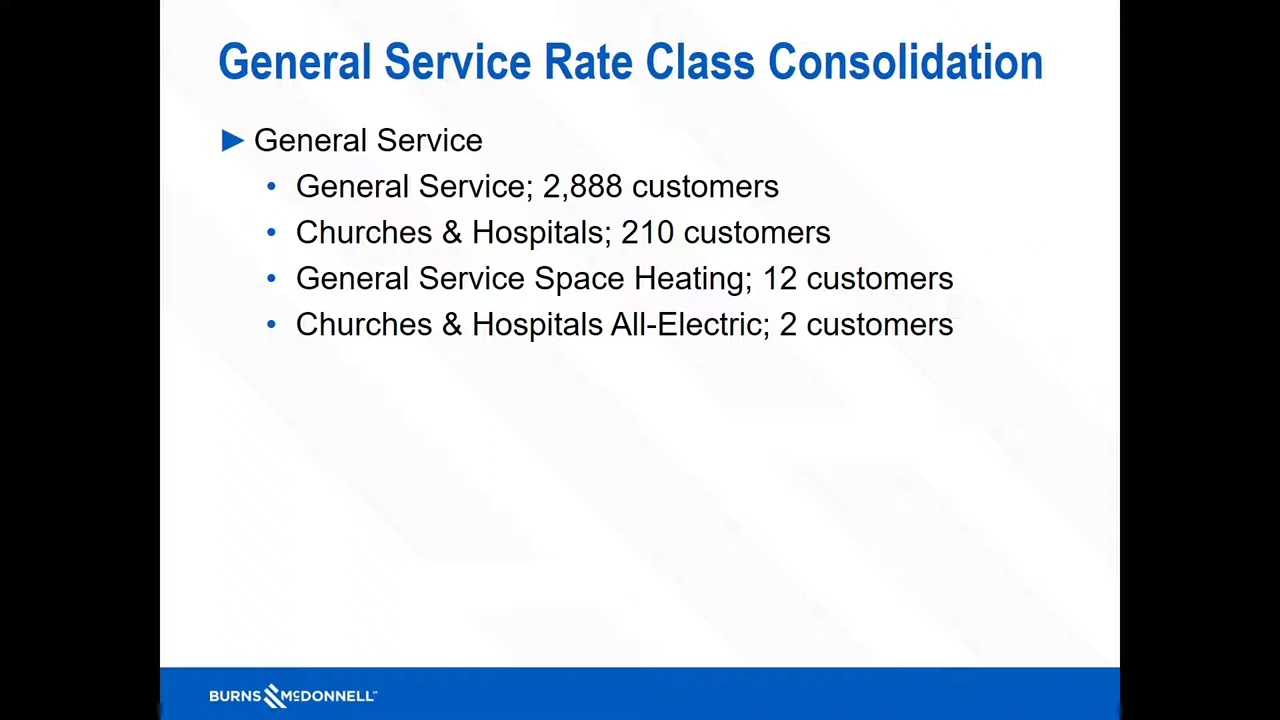 General Service Rate Class Consolidation
General Service
General Service; 2,888 customers
Churches & Hospitals; 210 customers
General Service Space Heating; 12 customers
Churches & Hospitals All-Electric; 2 customers
BURNS McDONNELL